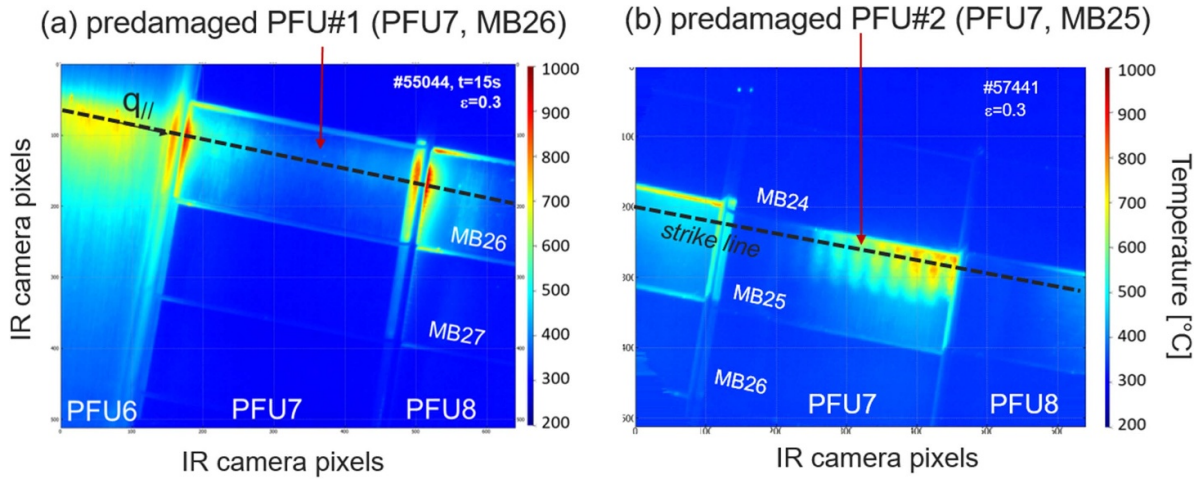 (a) predamaged PFU#1 (PFU7, MB26)
(b) predamaged PFU#2 (PFU7, MB25)
#55044, t=15s
ε=0.3
q//
MB26
MB27
PFU6
PFU7
PFU8
IR camera pixels
IR camera pixels
1000
900
800
700
600
500
400
300
200
#57441
ε=0.3
MB24
strike line
MB25
MB26
PFU7
PFU8
IR camera pixels
1000
900
800
700
600
500
400
300
200
Temperature [°C]